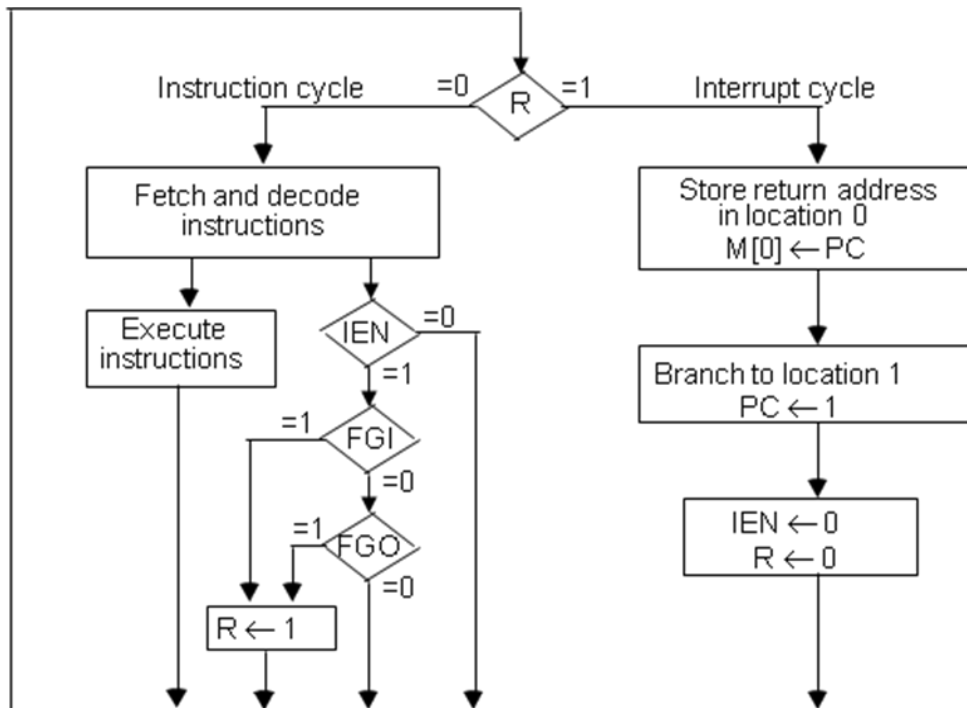 Instruction cycle
=0
R
=1
Interrupt cycle
Fetch and decode
instructions
Execute
instructions
IEN
=0
=1
=1
FGI
=0
=1
FGO
=0
R ← 1
Store return address
in location 0
M[0] ← PC
Branch to location 1
PC ← 1
IEN ← 0
R ← 0